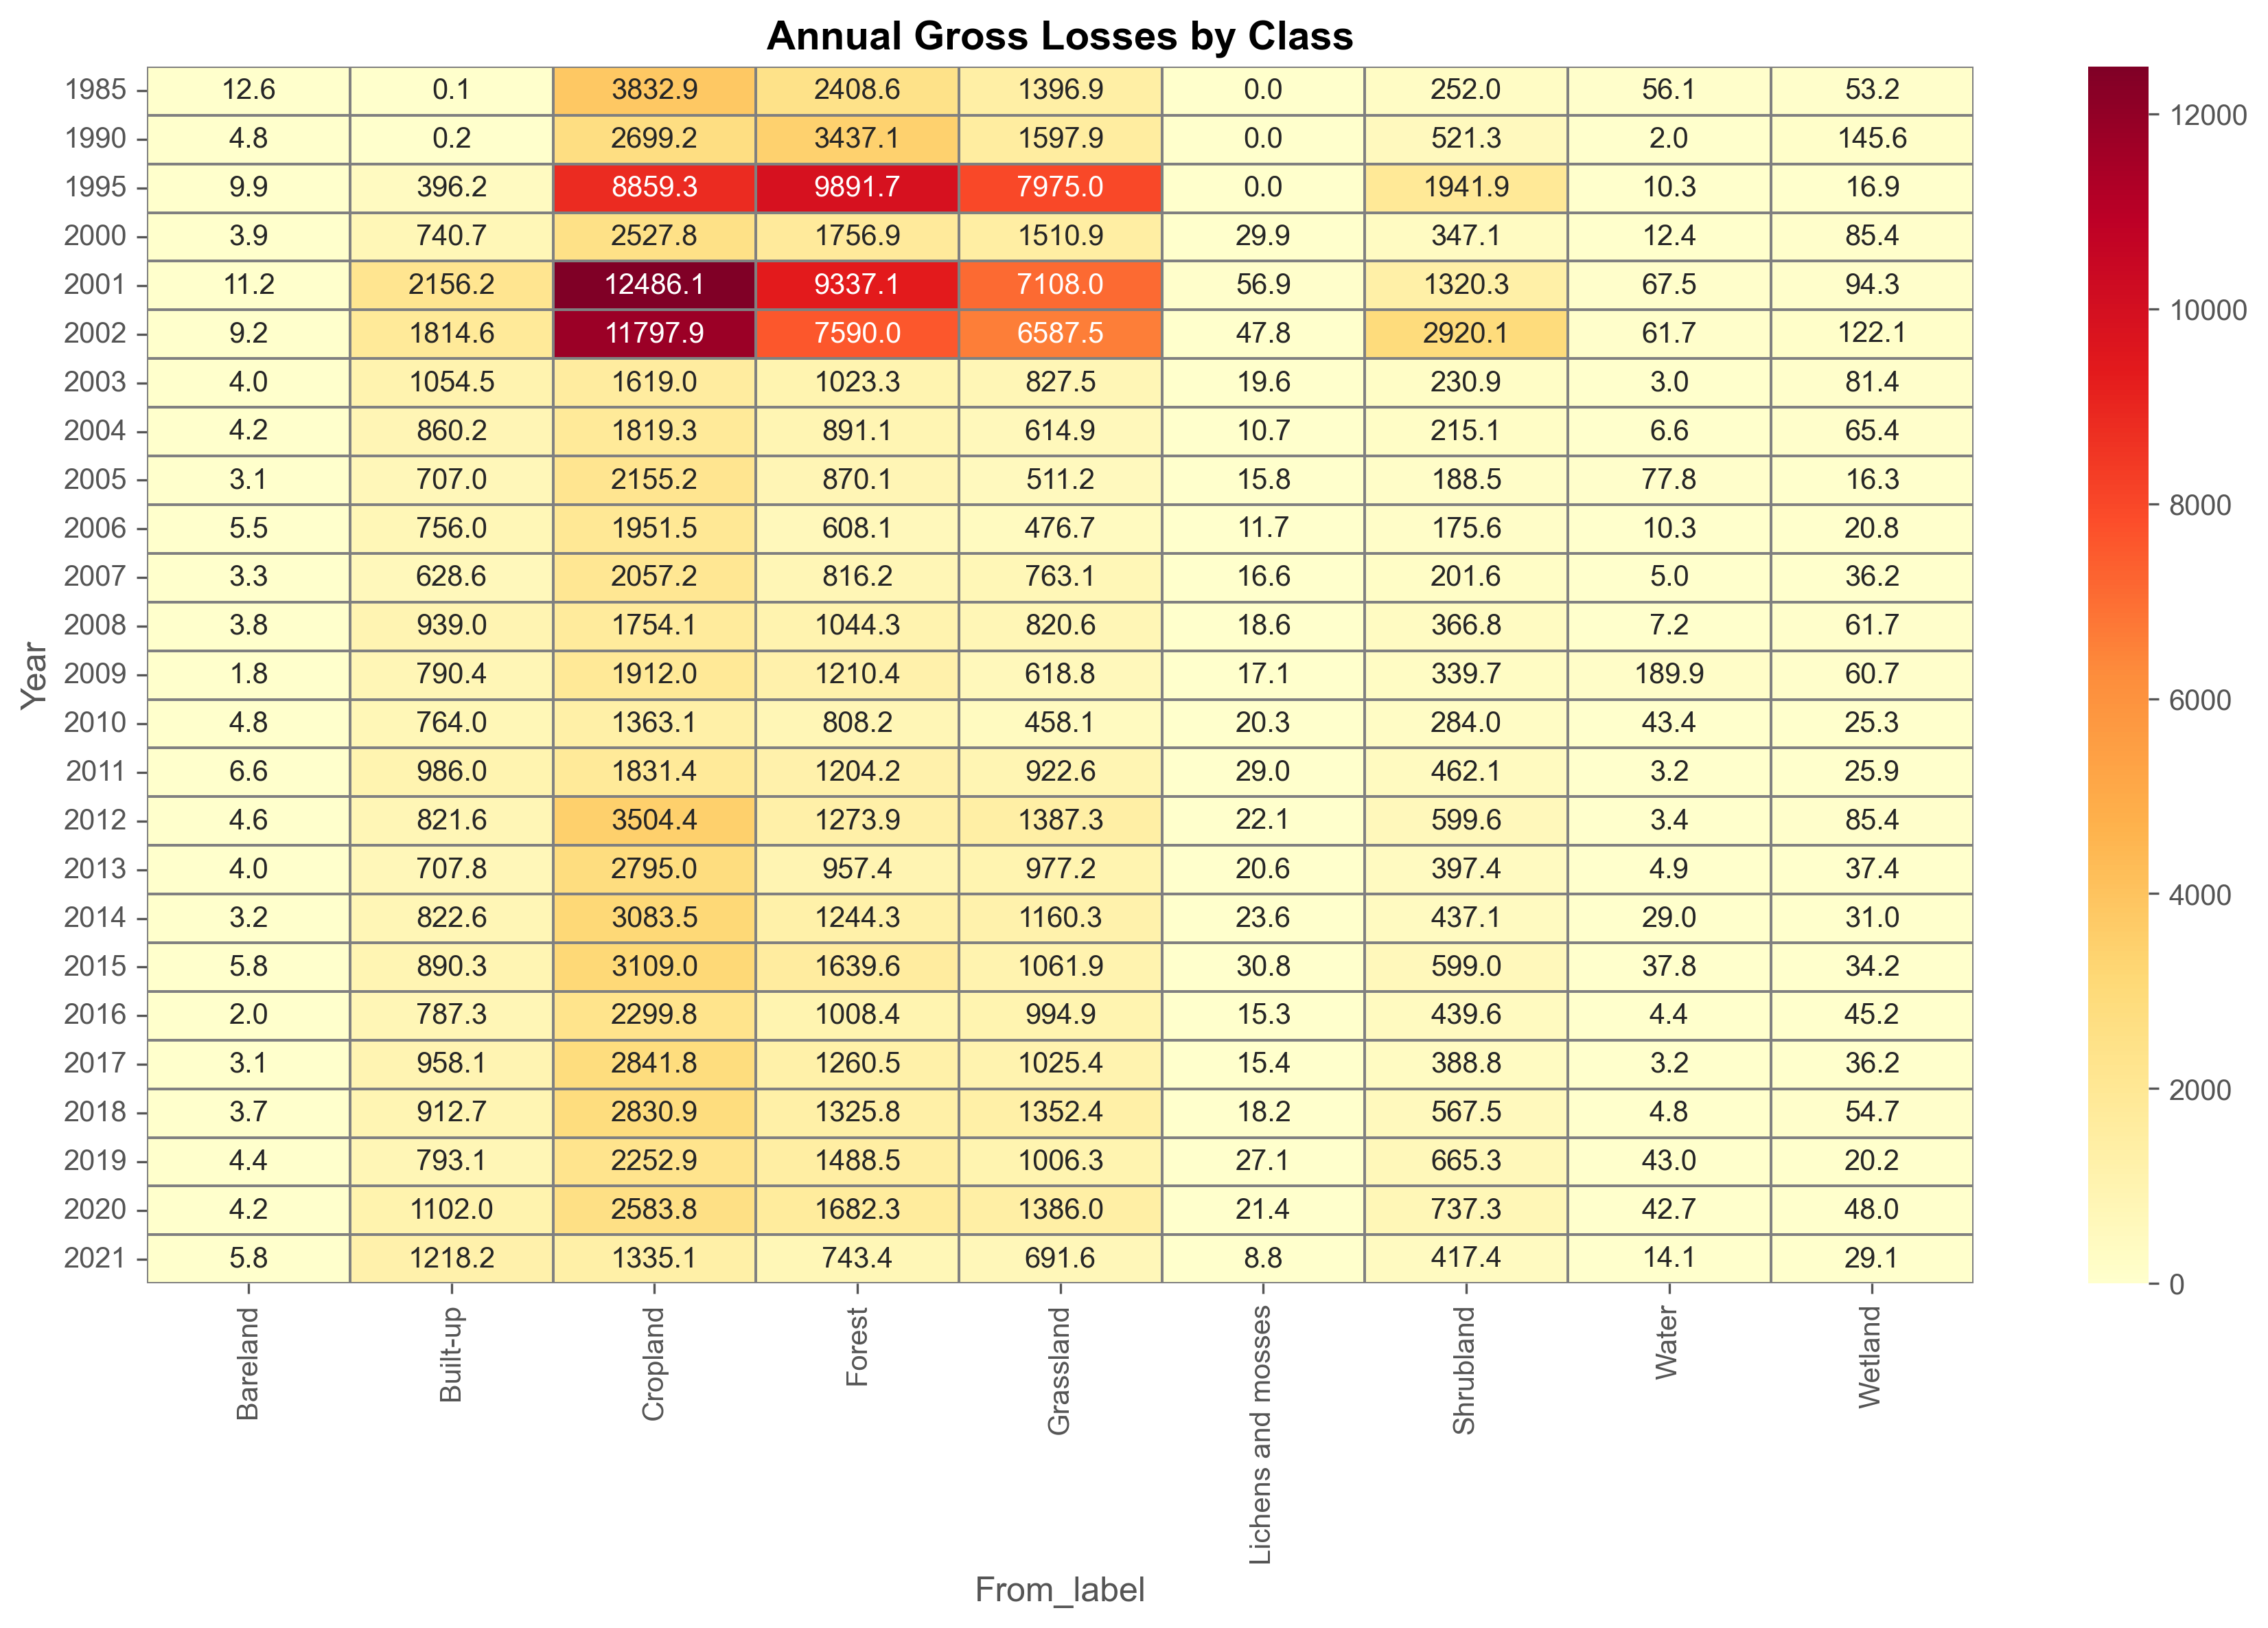 Annual Gross Losses by Class
1985 12.6 0.1 3832.9 2408.6 1396.9 0.0 252.0 56.1 53.2
1990 4.8 0.2 2699.2 3437.1 1597.9 0.0 521.3 2.0 145.6
1995 9.9 396.2 8859.3 9891.7 7975.0 0.0 1941.9 10.3 16.9
2000 3.9 740.7 2527.8 1756.9 1510.9 29.9 347.1 12.4 85.4
2001 11.2 2156.2 12486.1 9337.1 7108.0 56.9 1320.3 67.5 94.3
2002 9.2 1814.6 11797.9 7590.0 6587.5 47.8 2920.1 61.7 122.1
2003 4.0 1054.5 1619.0 1023.3 827.5 19.6 230.9 3.0 81.4
2004 4.2 860.2 1819.3 891.1 614.9 10.7 215.1 6.6 65.4
2005 3.1 707.0 2155.2 870.1 511.2 15.8 188.5 77.8 16.3
2006 5.5 756.0 1951.5 608.1 476.7 11.7 175.6 10.3 20.8
2007 3.3 628.6 2057.2 816.2 763.1 16.6 201.6 5.0 36.2
2008 3.8 939.0 1754.1 1044.3 820.6 18.6 366.8 7.2 61.7
2009 1.8 790.4 1912.0 1210.4 618.8 17.1 339.7 189.9 60.7
2010 4.8 764.0 1363.1 808.2 458.1 20.3 284.0 43.4 25.3
2011 6.6 986.0 1831.4 1204.2 922.6 29.0 462.1 3.2 25.9
2012 4.6 821.6 3504.4 1273.9 1387.3 22.1 599.6 3.4 85.4
2013 4.0 707.8 2795.0 957.4 977.2 20.6 397.4 4.9 37.4
2014 3.2 822.6 3083.5 1244.3 1160.3 23.6 437.1 29.0 31.0
2015 5.8 890.3 3109.0 1639.6 1061.9 30.8 599.0 37.8 34.2
2016 2.0 787.3 2299.8 1008.4 994.9 15.3 439.6 4.4 45.2
2017 3.1 958.1 2841.8 1260.5 1025.4 15.4 388.8 3.2 36.2
2018 3.7 912.7 2830.9 1325.8 1352.4 18.2 567.5 4.8 54.7
2019 4.4 793.1 2252.9 1488.5 1006.3 27.1 665.3 43.0 20.2
2020 4.2 1102.0 2583.8 1682.3 1386.0 21.4 737.3 42.7 48.0
2021 5.8 1218.2 1335.1 743.4 691.6 8.8 417.4 14.1 29.1
Year
Bareland
Built-up
Cropland
Forest
Grassland
Lichens and mosses
Shrubland
Water
Wetland
From_label
12000
10000
8000
6000
4000
2000
0